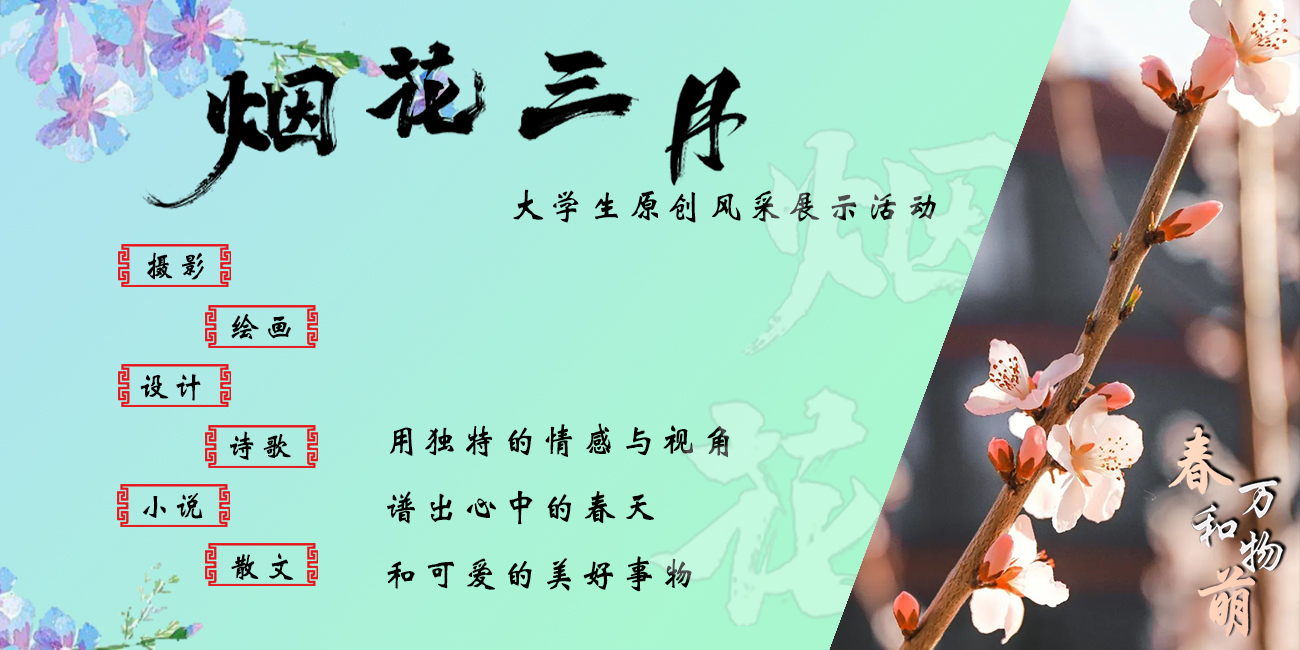 烟花三月
大学生原创风采展示活动
摄影
绘画
设计
诗歌
小说
散文
用独特的情感与视角
谱出心中的春天
和可爱的美好事物
烟
花
春和
万物萌